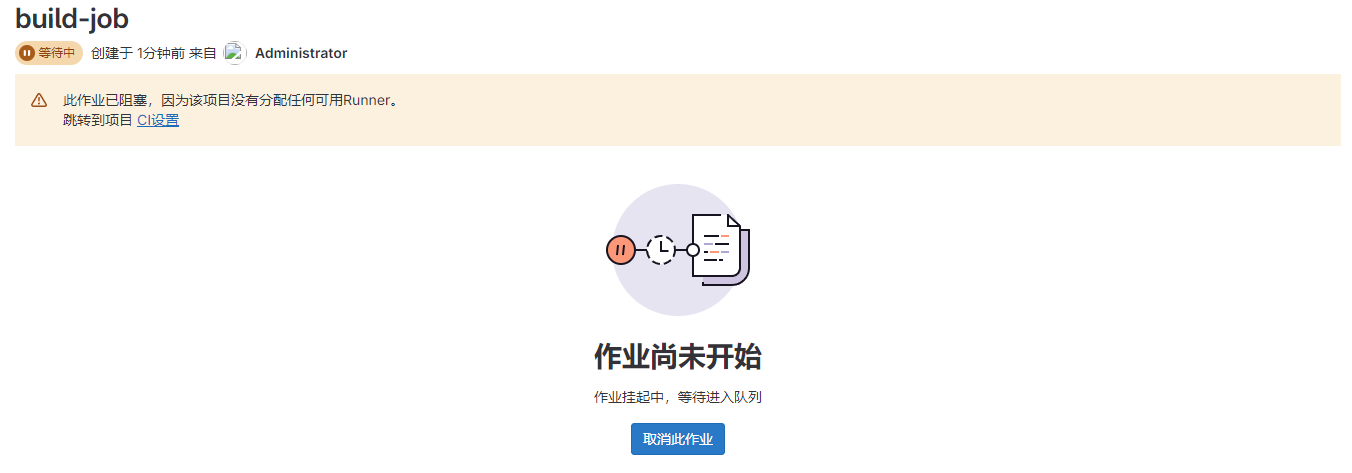 build-job
等待中 创建于 1分钟前 来自 Administrator
此作业已阻塞，因为该项目没有分配任何可用Runner。
跳转到项目 CI设置
作业尚未开始
作业挂起中，等待进入队列
取消此作业